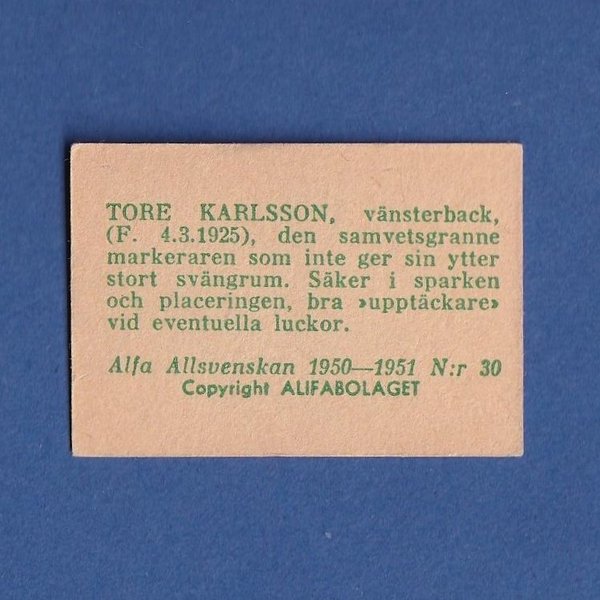 TORE KARLSSON, vänsterback,
(F. 4.3.1925), den samvetsgranne
markeraren som inte ger sin ytter
stort svängrum. Säker i sparken
och placeringen, bra »upptäckare»
vid eventuella luckor.
Alfa Allsvenskan 1950—1951 N:r 30
Copyright ALIFABOLAGET